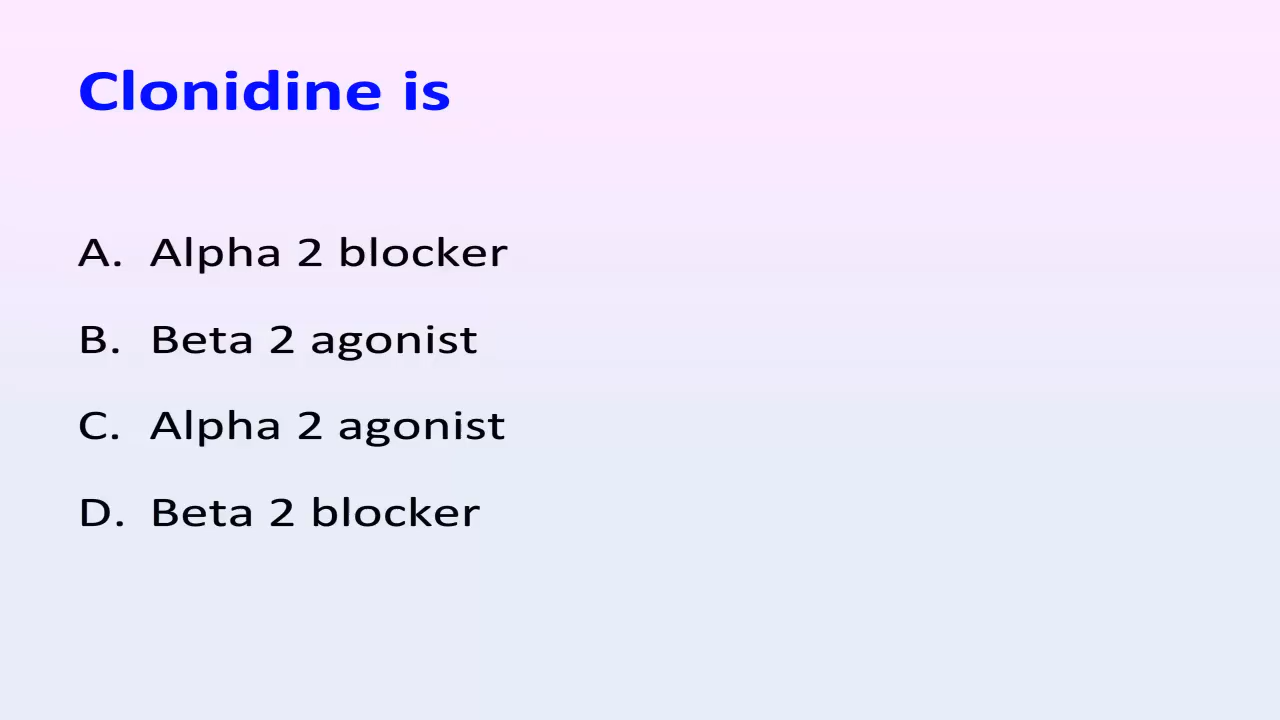 Clonidine is
A. Alpha 2 blocker
B. Beta 2 agonist
C. Alpha 2 agonist
D. Beta 2 blocker